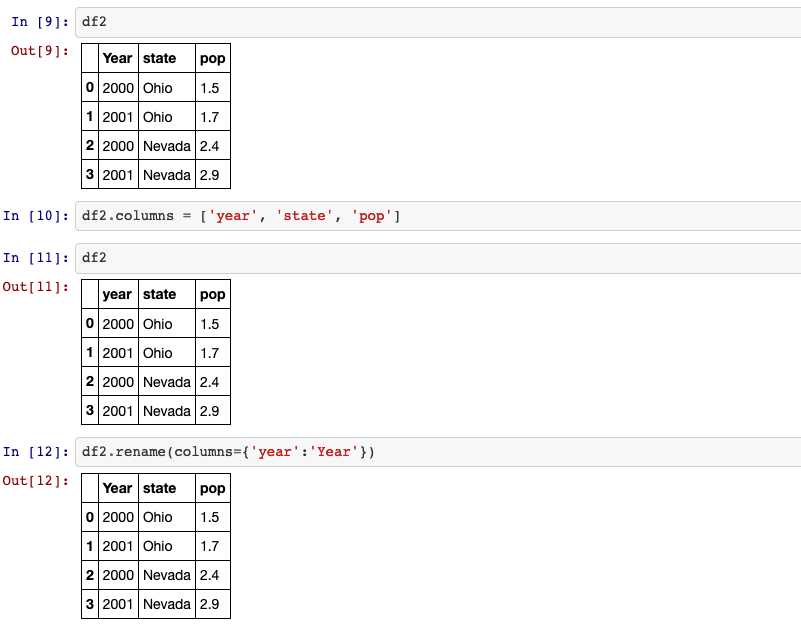 In [9]: df2
Out[9]:
Year state pop
0 2000 Ohio 1.5
1 2001 Ohio 1.7
2 2000 Nevada 2.4
3 2001 Nevada 2.9
In [10]: df2.columns = ['year', 'state', 'pop']
In [11]: df2
Out[11]:
year state pop
0 2000 Ohio 1.5
1 2001 Ohio 1.7
2 2000 Nevada 2.4
3 2001 Nevada 2.9
In [12]: df2.rename(columns={'year':'Year'})
Out[12]:
Year state pop
0 2000 Ohio 1.5
1 2001 Ohio 1.7
2 2000 Nevada 2.4
3 2001 Nevada 2.9